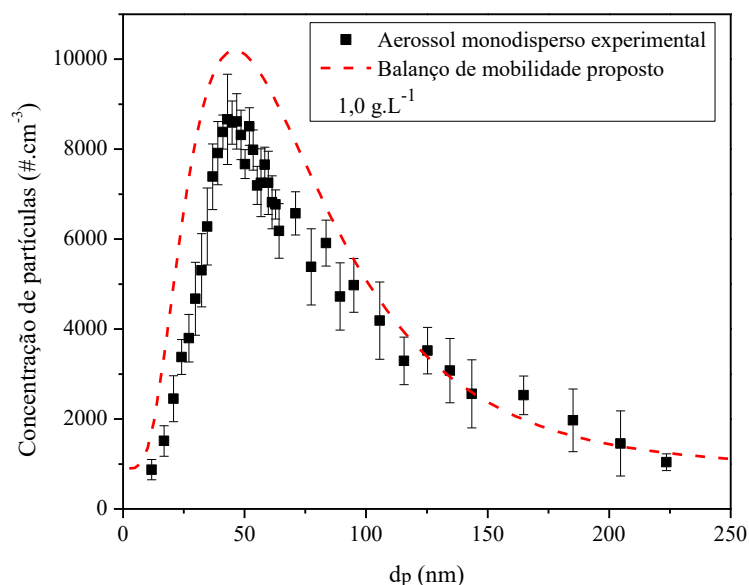 Aerossol monodisperso experimental
Balanço de mobilidade proposto
1,0 g.L⁻¹
Concentração de partículas (#.cm⁻³)
10000
8000
6000
4000
2000
0
0 50 100 150 200 250
dp (nm)